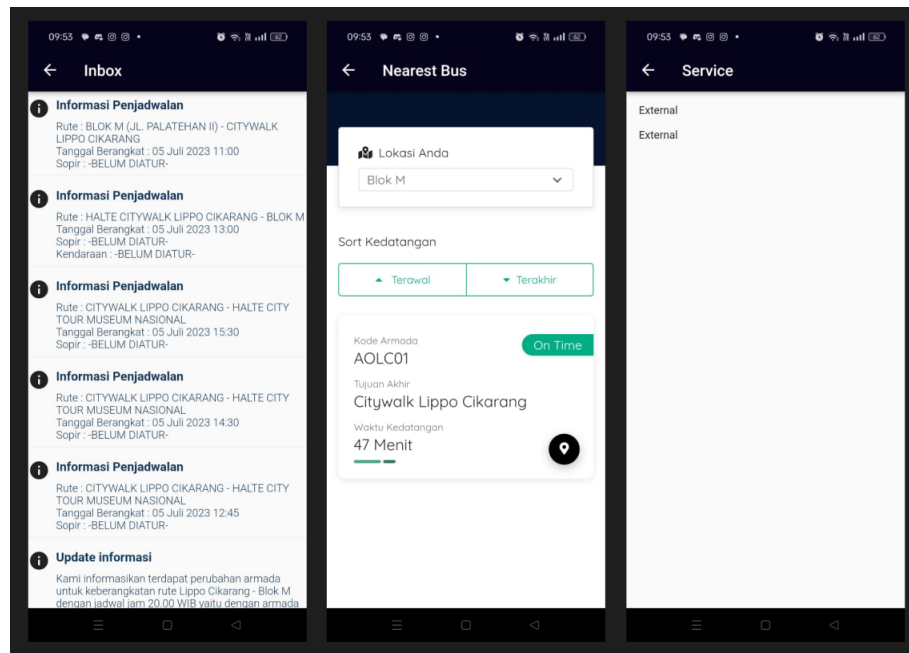 09:53
62
Inbox
Informasi Penjadwalan
Rute : BLOK M (JL. PALATEHAN II) - CITYWALK
LIPPO CIKARANG
Tanggal Berangkat : 05 Juli 2023 11:00
Sopir : -BELUM DIATUR-
Informasi Penjadwalan
Rute : HALTE CITYWALK LIPPO CIKARANG - BLOK M
Tanggal Berangkat : 05 Juli 2023 13:00
Sopir : -BELUM DIATUR-
Kendaraan : -BELUM DIATUR-
Informasi Penjadwalan
Rute : CITYWALK LIPPO CIKARANG - HALTE CITY
TOUR MUSEUM NASIONAL
Tanggal Berangkat : 05 Juli 2023 15:30
Sopir : -BELUM DIATUR-
Informasi Penjadwalan
Rute : CITYWALK LIPPO CIKARANG - HALTE CITY
TOUR MUSEUM NASIONAL
Tanggal Berangkat : 05 Juli 2023 14:30
Sopir : -BELUM DIATUR-
Informasi Penjadwalan
Rute : CITYWALK LIPPO CIKARANG - HALTE CITY
TOUR MUSEUM NASIONAL
Tanggal Berangkat : 05 Juli 2023 12:45
Sopir : -BELUM DIATUR-
Update informasi
Kami informasikan terdapat perubahan armada
untuk keberangkatan rute Lippo Cikarang - Blok M
dengan jadwal jam 20.00 WIB yaitu dengan armada
09:53
62
Nearest Bus
Lokasi Anda
Blok M
Sort Kedatangan
Terawal
Terakhir
Kode Armada
On Time
AOLC01
Tujuan Akhir
Citywalk Lippo Cikarang
Waktu Kedatangan
47 Menit
09:53
62
Service
External
External